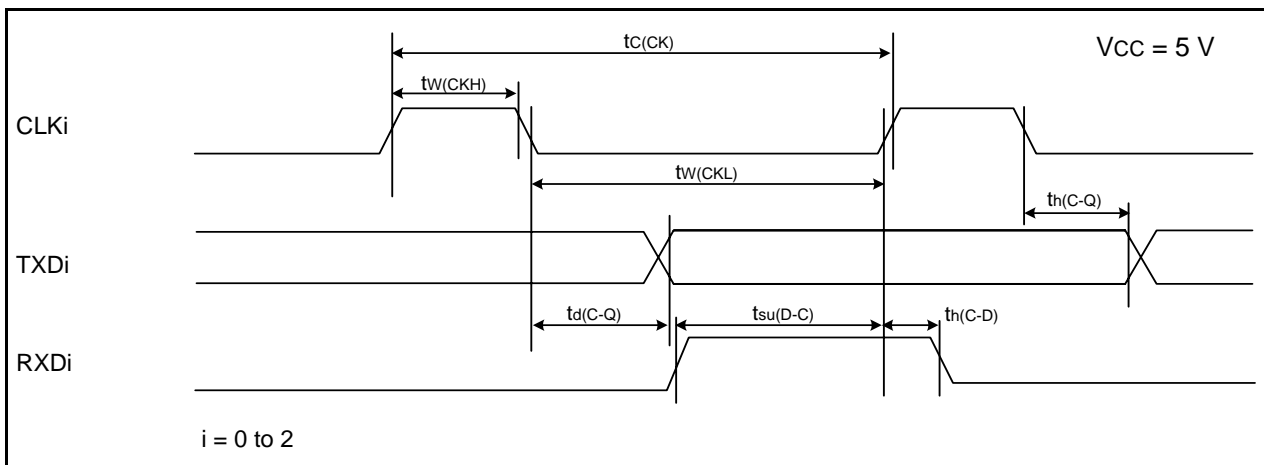 tC(CK)
VCC = 5 V
tW(CKH)
CLKi
tW(CKL)
th(C-Q)
TXDi
td(C-Q)
tsu(D-C)
th(C-D)
RXDi
i = 0 to 2